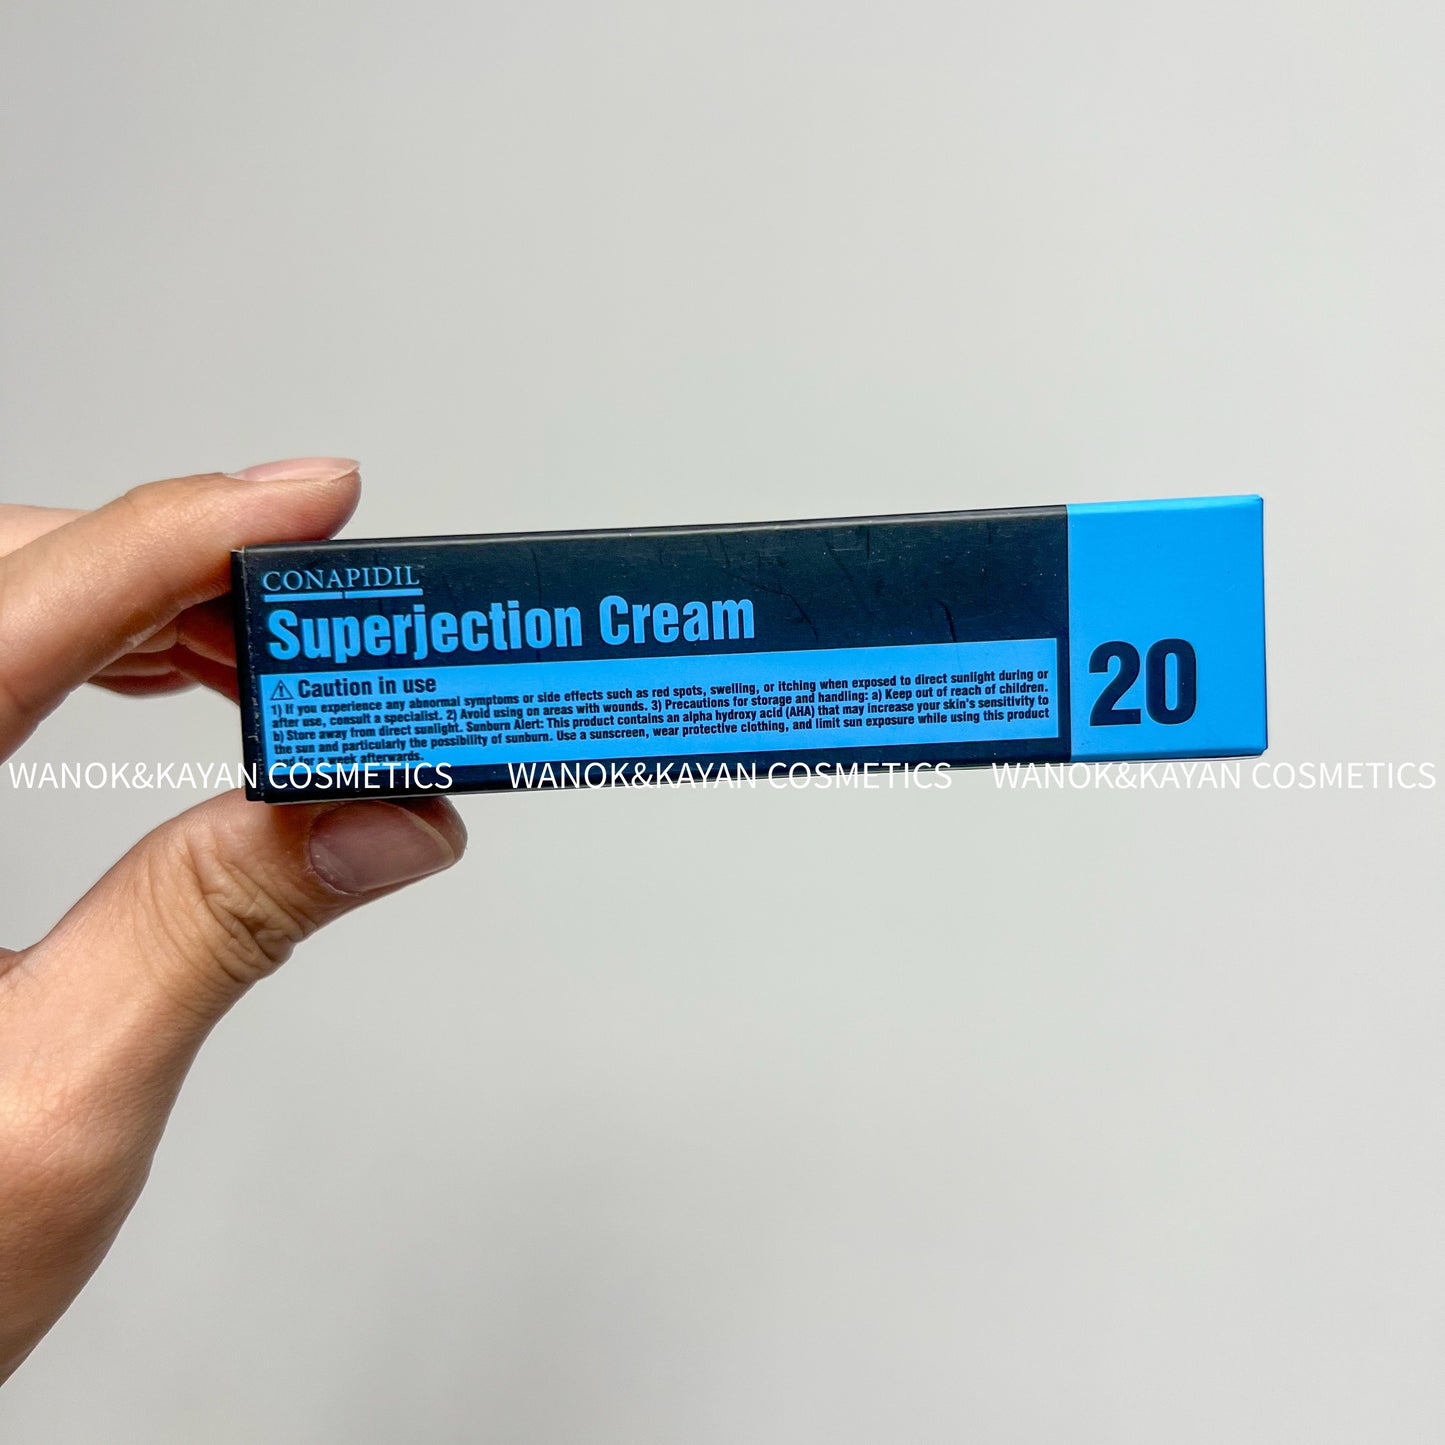 CONAPIDIL
Superjection Cream
⚠ Caution in use
1) If you experience any abnormal symptoms or side effects such as red spots, swelling, or itching when exposed to direct sunlight during or
after use, consult a specialist. 2) Avoid using on areas with wounds. 3) Precautions for storage and handling: a) Keep out of reach of children.
b) Store away from direct sunlight. Sunburn Alert: This product contains an alpha hydroxy acid (AHA) that may increase your skin's sensitivity to
the sun and particularly the possibility of sunburn. Use a sunscreen, wear protective clothing, and limit sun exposure while using this product
and for a week afterwards.
20
WANOK&KAYAN COSMETICS WANOK&KAYAN COSMETICS WANOK&KAYAN COSMETICS